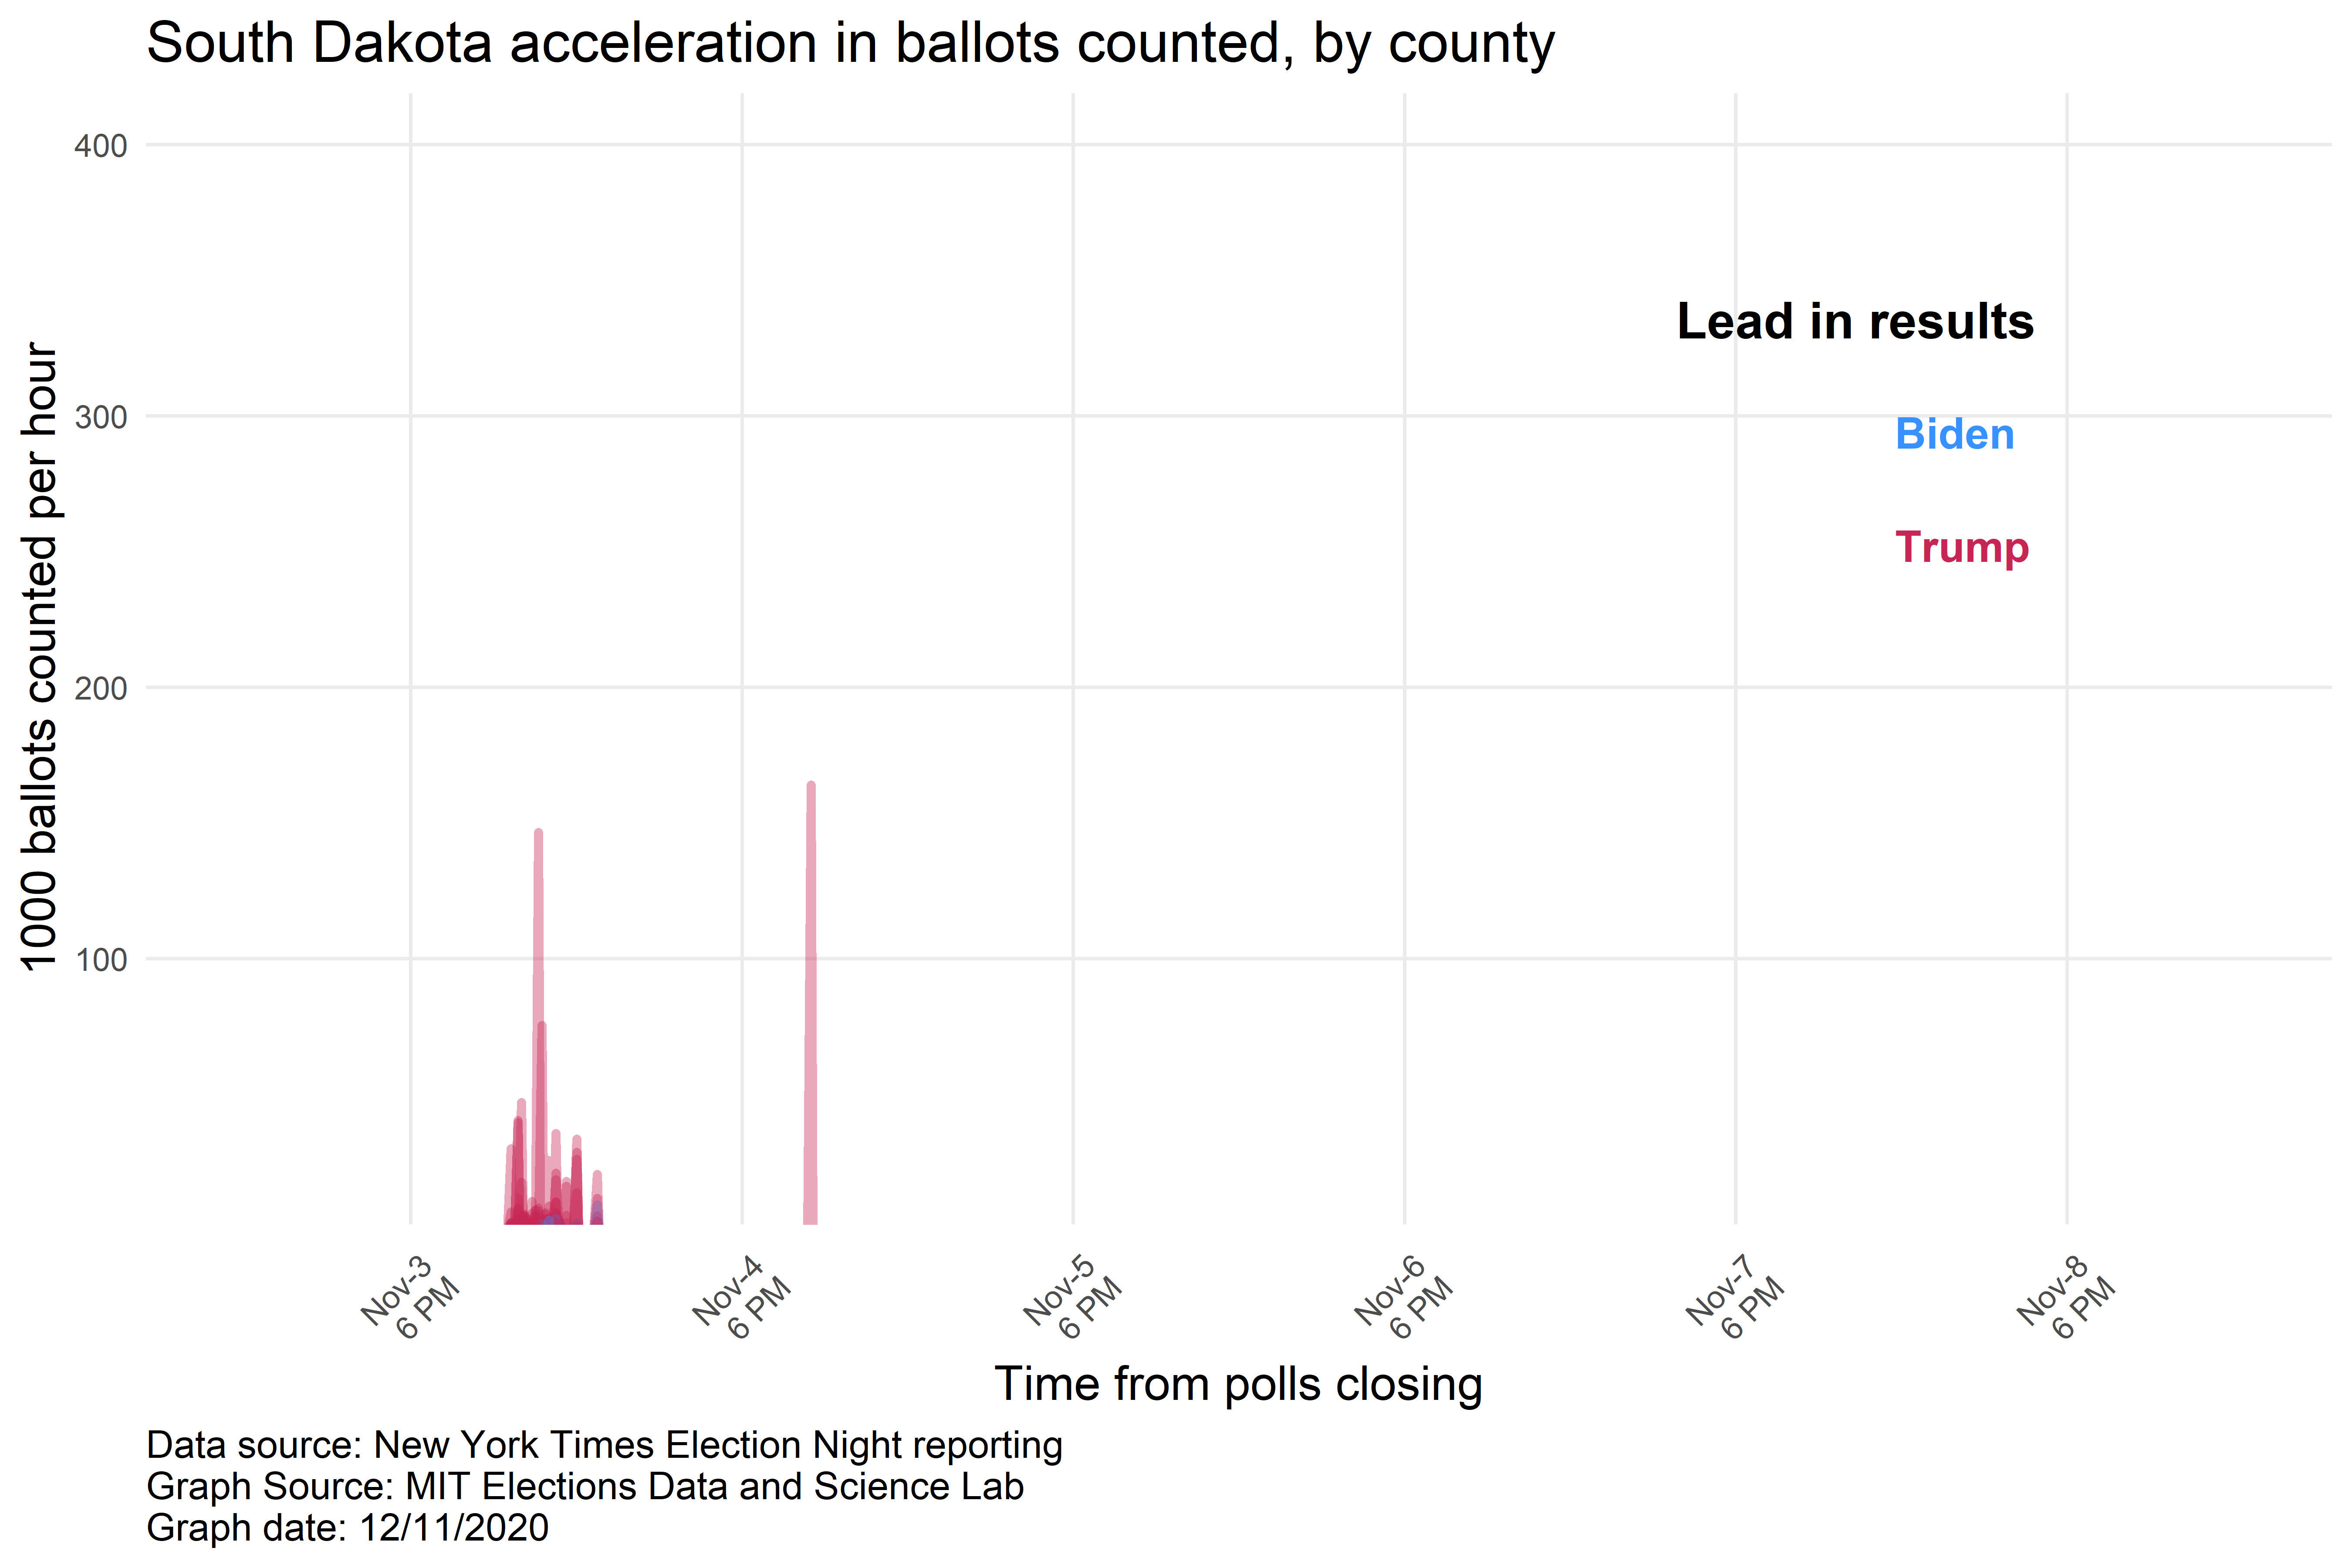 South Dakota acceleration in ballots counted, by county
1000 ballots counted per hour
400
300
200
100
Lead in results
Biden
Trump
Nov-3
6 PM
Nov-4
6 PM
Nov-5
6 PM
Nov-6
6 PM
Nov-7
6 PM
Nov-8
6 PM
Time from polls closing
Data source: New York Times Election Night reporting
Graph Source: MIT Elections Data and Science Lab
Graph date: 12/11/2020